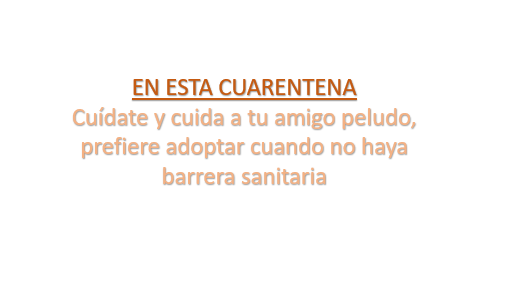 EN ESTA CUARENTENA
Cuídate y cuida a tu amigo peludo,
prefiere adoptar cuando no haya
barrera sanitaria